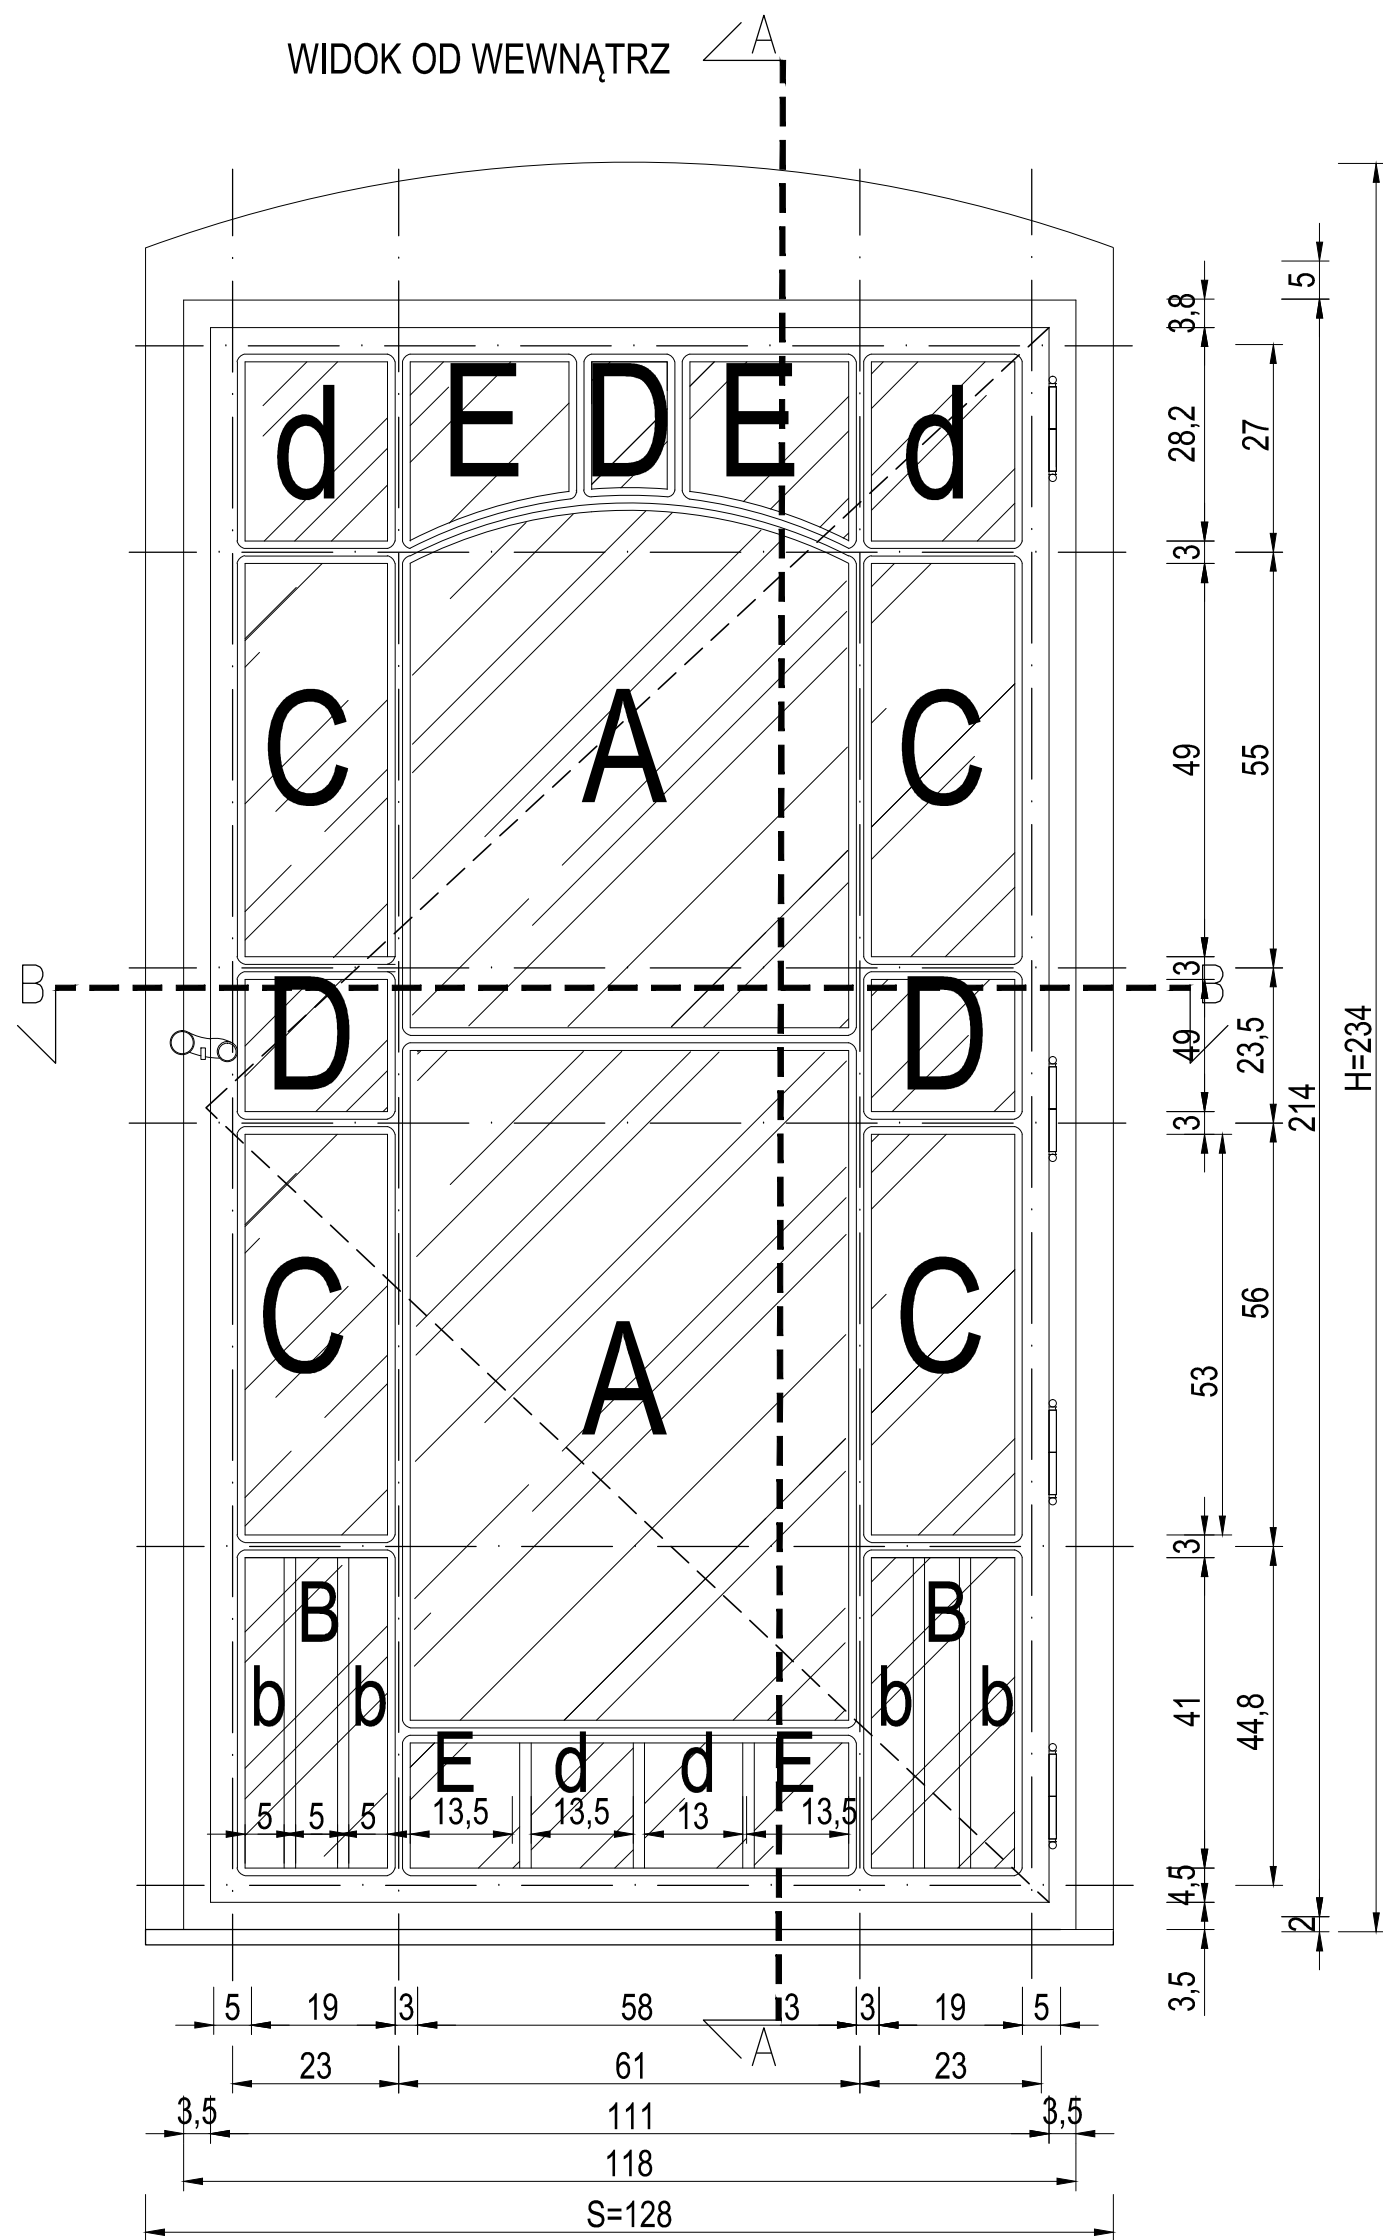 A
WIDOK OD WEWNĄTRZ
5
3,8
d E D E d
28,2 27
3
C A C
49 55
3
B D D B
49 23,5
H=234
214
3
C C
56
A
53
3
B B
b b b b
41 44,8
E d d E
5 5 5 13,5 13,5 13 13,5
4,5
2
3,5
5 19 3 58 3 3 19 5
A
23 61 23
3,5 111 3,5
118
S=128